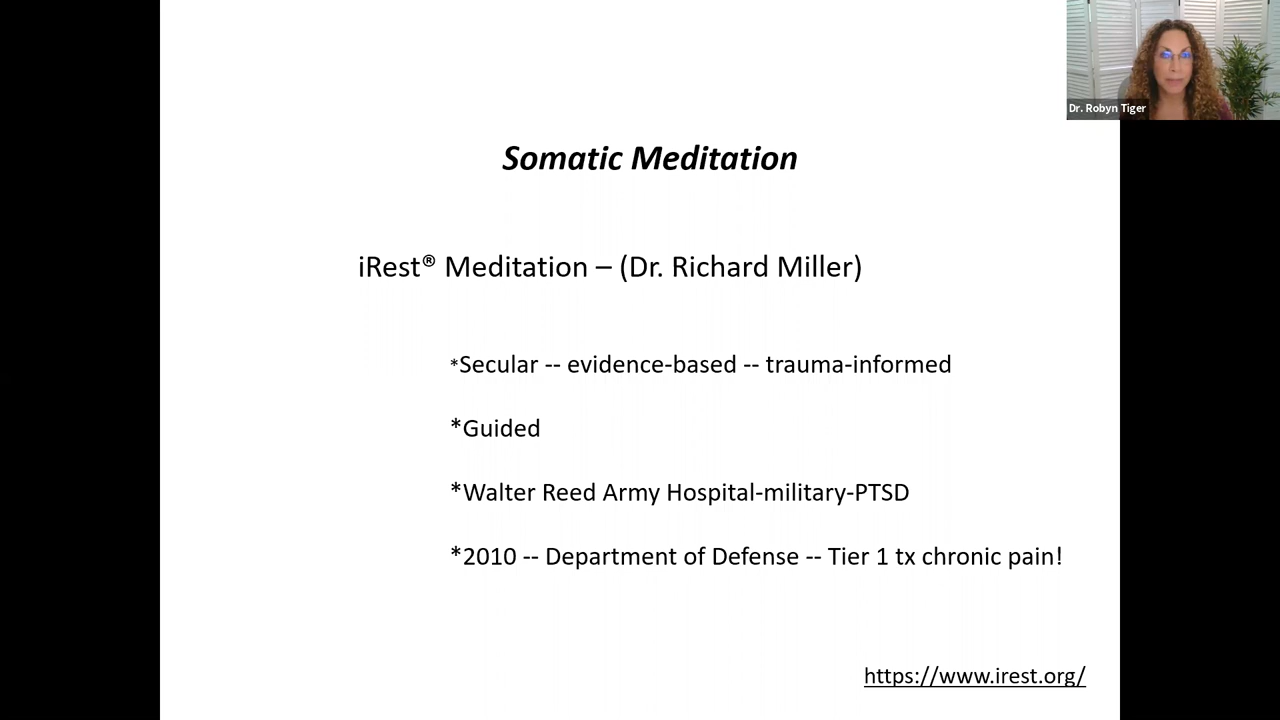 Dr. Robyn Tiger
Somatic Meditation
iRest® Meditation – (Dr. Richard Miller)
*Secular -- evidence-based -- trauma-informed
*Guided
*Walter Reed Army Hospital-military-PTSD
*2010 -- Department of Defense -- Tier 1 tx chronic pain!
https://www.irest.org/